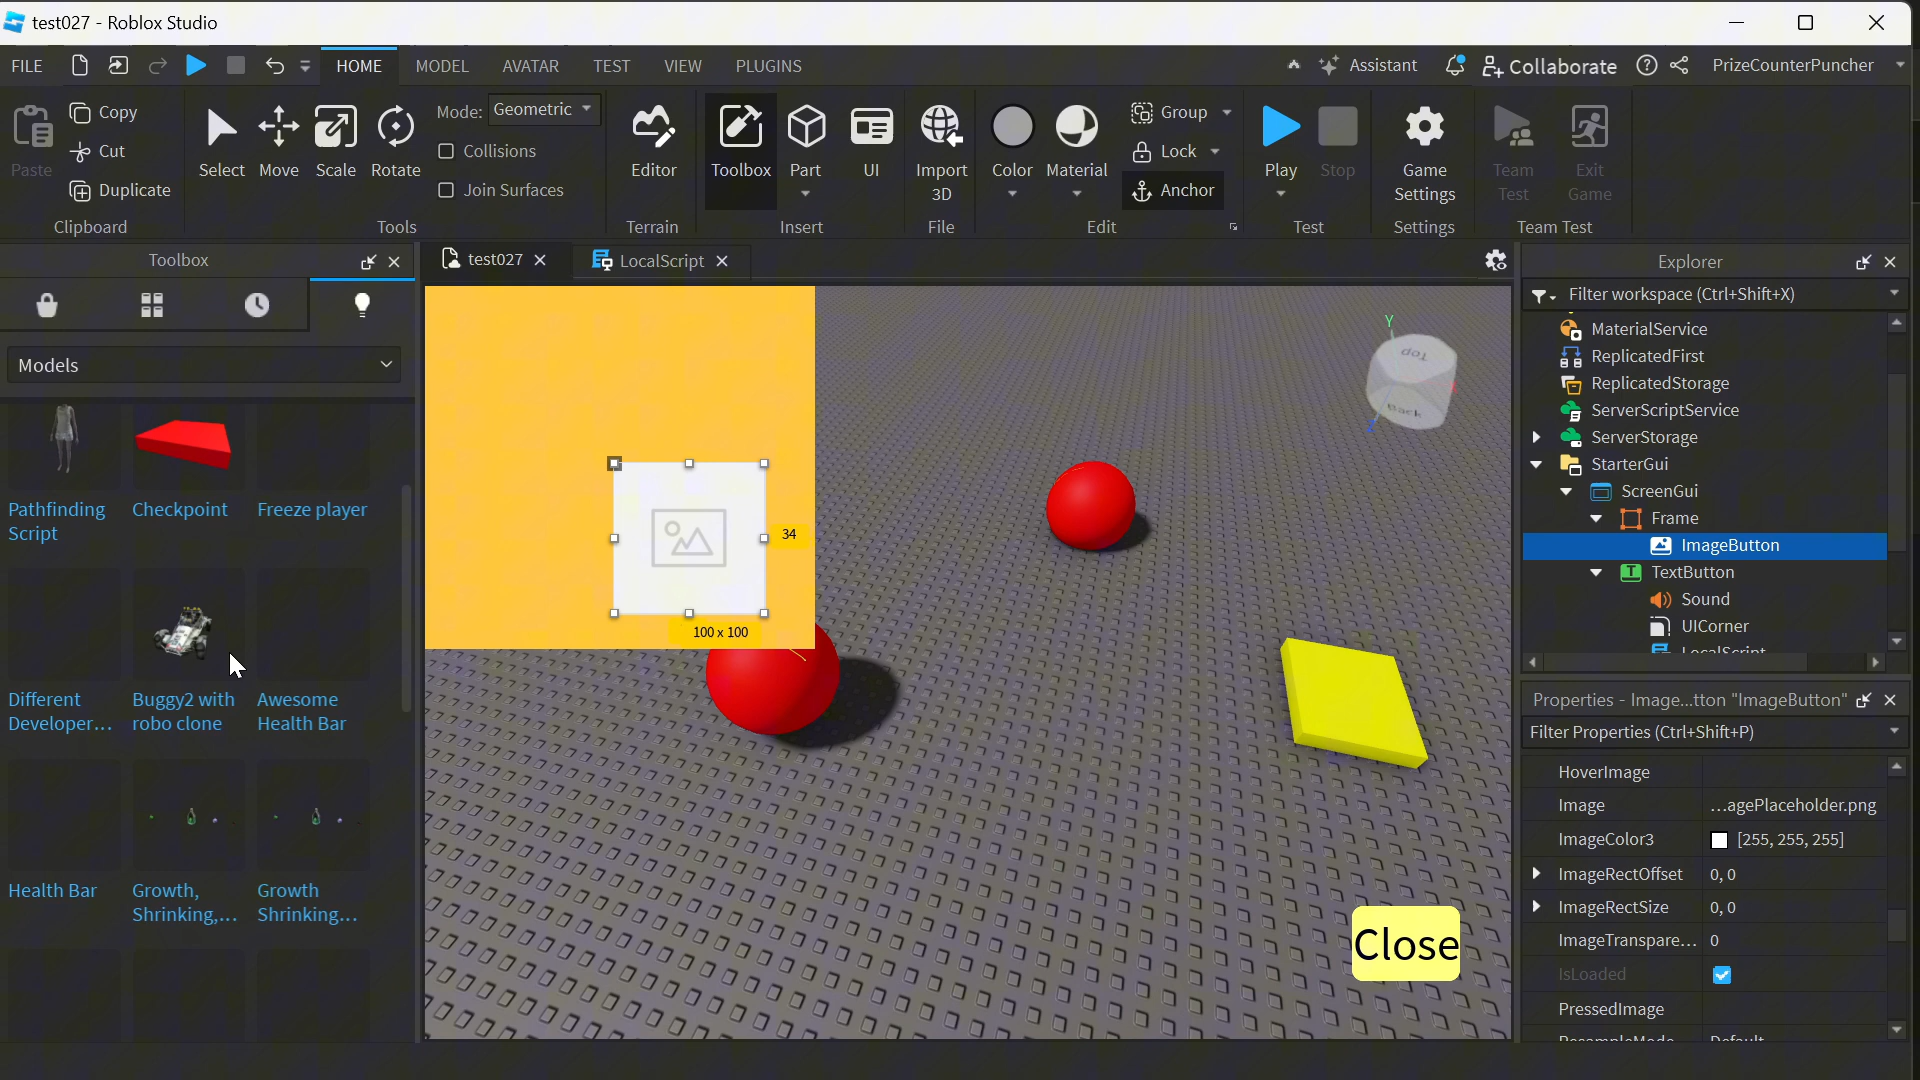 test027 - Roblox Studio
FILE
HOME
MODEL
AVATAR
TEST
VIEW
PLUGINS
Assistant
Collaborate
PrizeCounterPuncher
Paste
Copy
Cut
Duplicate
Clipboard
Select
Move
Scale
Rotate
Mode: Geometric
Collisions
Join Surfaces
Tools
Editor
Terrain
Toolbox
Part
UI
Insert
Import
3D
File
Color
Material
Group
Lock
Anchor
Edit
Play
Stop
Test
Game
Settings
Settings
Team
Test
Exit
Game
Team Test
Toolbox
Models
Pathfinding
Script
Checkpoint
Freeze player
Different
Developer...
Buggy2 with
robo clone
Awesome
Health Bar
Health Bar
Growth,
Shrinking,...
Growth
Shrinking...
test027
LocalScript
34
100 x 100
Y
Top
Back
Z
Close
Explorer
Filter workspace (Ctrl+Shift+X)
MaterialService
ReplicatedFirst
ReplicatedStorage
ServerScriptService
ServerStorage
StarterGui
ScreenGui
Frame
ImageButton
TextButton
Sound
UICorner
LocalScript
Properties - Image...tton "ImageButton"
Filter Properties (Ctrl+Shift+P)
HoverImage
Image ...agePlaceholder.png
ImageColor3 [255, 255, 255]
ImageRectOffset 0, 0
ImageRectSize 0, 0
ImageTranspare... 0
IsLoaded
PressedImage
ResampleMode Default